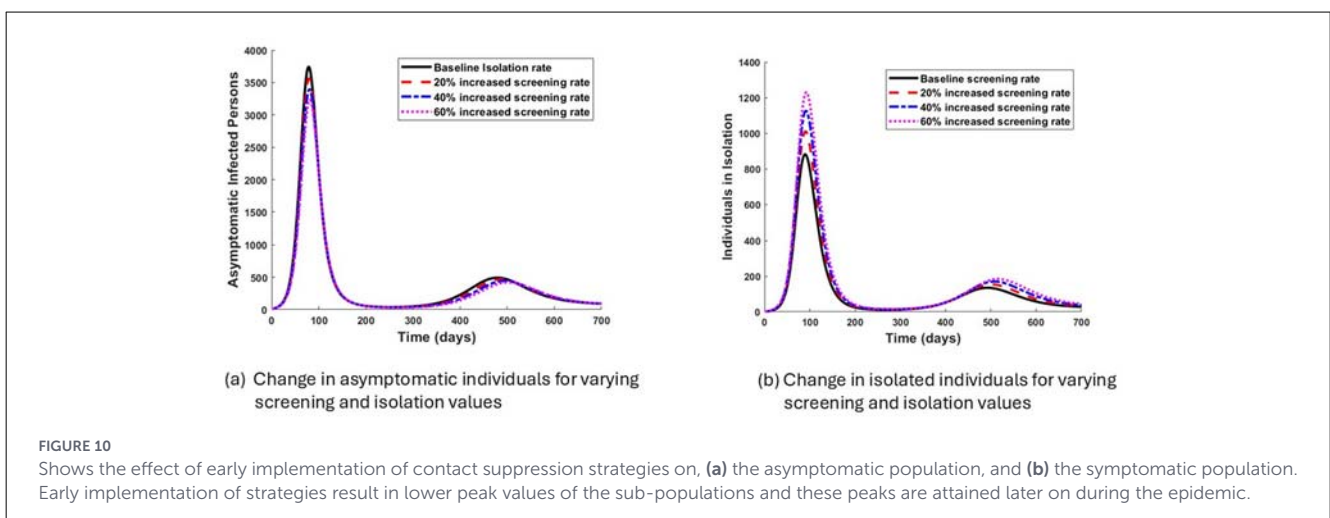 4000
3500
3000
2500
2000
1500
1000
500
0
Asymptomatic Infected Persons
Baseline Isolation rate
20% increased screening rate
40% increased screening rate
60% increased screening rate
0 100 200 300 400 500 600 700
Time (days)
(a) Change in asymptomatic individuals for varying
screening and isolation values
1400
1200
1000
800
600
400
200
0
Individuals in Isolation
Baseline screening rate
20% increased screening rate
40% increased screening rate
60% increased screening rate
0 100 200 300 400 500 600 700
Time (days)
(b) Change in isolated individuals for varying
screening and isolation values
FIGURE 10
Shows the effect of early implementation of contact suppression strategies on, (a) the asymptomatic population, and (b) the symptomatic population.
Early implementation of strategies result in lower peak values of the sub-populations and these peaks are attained later on during the epidemic.